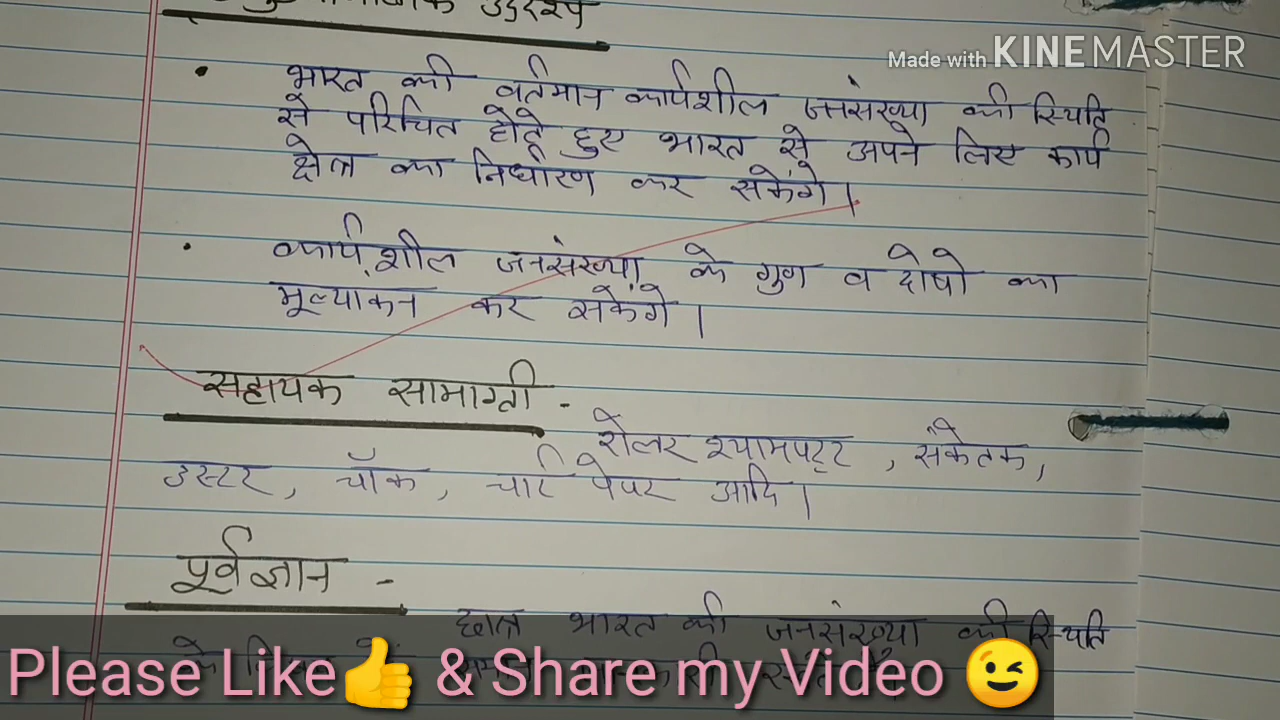 उद्देश्य
Made with KINEMASTER
• भारत की वर्तमान कार्यशील जनसंख्या की स्थिति
से परिचित होते हुए भारत से अपने लिए कार्य
क्षेत्र का निर्धारण कर सकेंगे।
• कार्यशील जनसंख्या के गुण व दोषो का
मूल्याकन कर सकेंगे।
सहायक सामाग्री -
रोलर श्यामपट्ट , संकेतक,
डस्टर, चॉक, चार्ट पेपर आदि।
पूर्वज्ञान -
छात्र भारत की जनसंख्या की स्थिति
Please Like👍 & Share my Video 😉